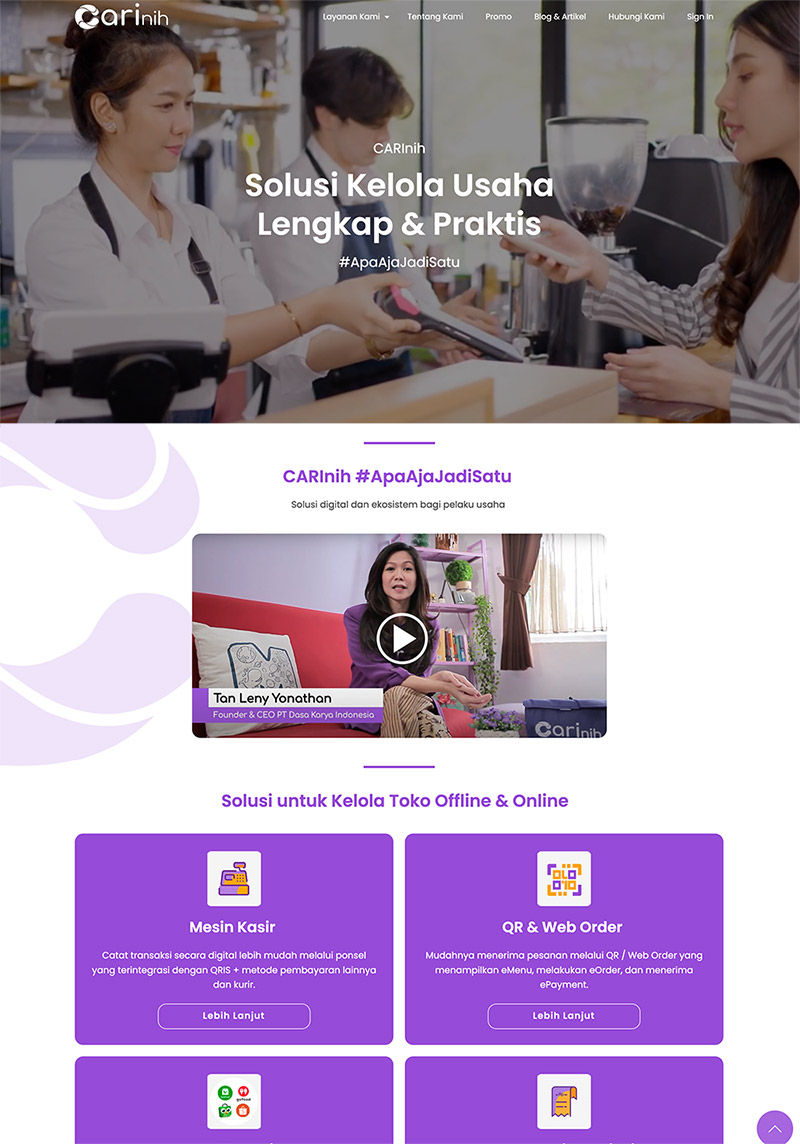 Carinih
Layanan Kami
Tentang Kami
Promo
Blog & Artikel
Hubungi Kami
Sign In
CARInih
Solusi Kelola Usaha
Lengkap & Praktis
#ApaAjaJadiSatu
CARInih #ApaAjaJadiSatu
Solusi digital dan ekosistem bagi pelaku usaha
Tan Leny Yonathan
Founder & CEO PT Dasa Karya Indonesia
Carinih
Solusi untuk Kelola Toko Offline & Online
Mesin Kasir
Catat transaksi secara digital lebih mudah melalui ponsel
yang terintegrasi dengan QRIS + metode pembayaran lainnya
dan kurir.
Lebih Lanjut
QR & Web Order
Mudahnya menerima pesanan melalui QR / Web Order yang
menampilkan eMenu, melakukan eOrder, dan menerima
ePayment.
Lebih Lanjut